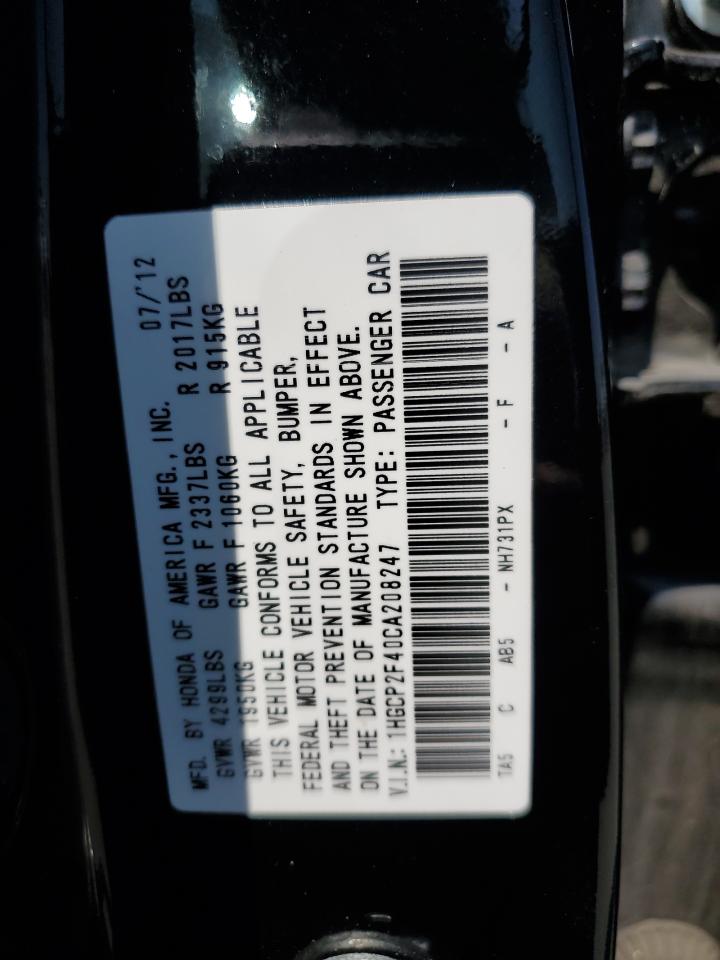 MFD. BY HONDA OF AMERICA MFG., INC. 07/'12
GVWR 4299LBS GAWR F 2337LBS R 2017LBS
GVWR 1950KG GAWR F 1060KG R 915KG
THIS VEHICLE CONFORMS TO ALL APPLICABLE
FEDERAL MOTOR VEHICLE SAFETY, BUMPER,
AND THEFT PREVENTION STANDARDS IN EFFECT
ON THE DATE OF MANUFACTURE SHOWN ABOVE.
V.I.N.: 1HGCP2F40CA208247 TYPE: PASSENGER CAR
TA5 C AB5 - NH731PX - F - A